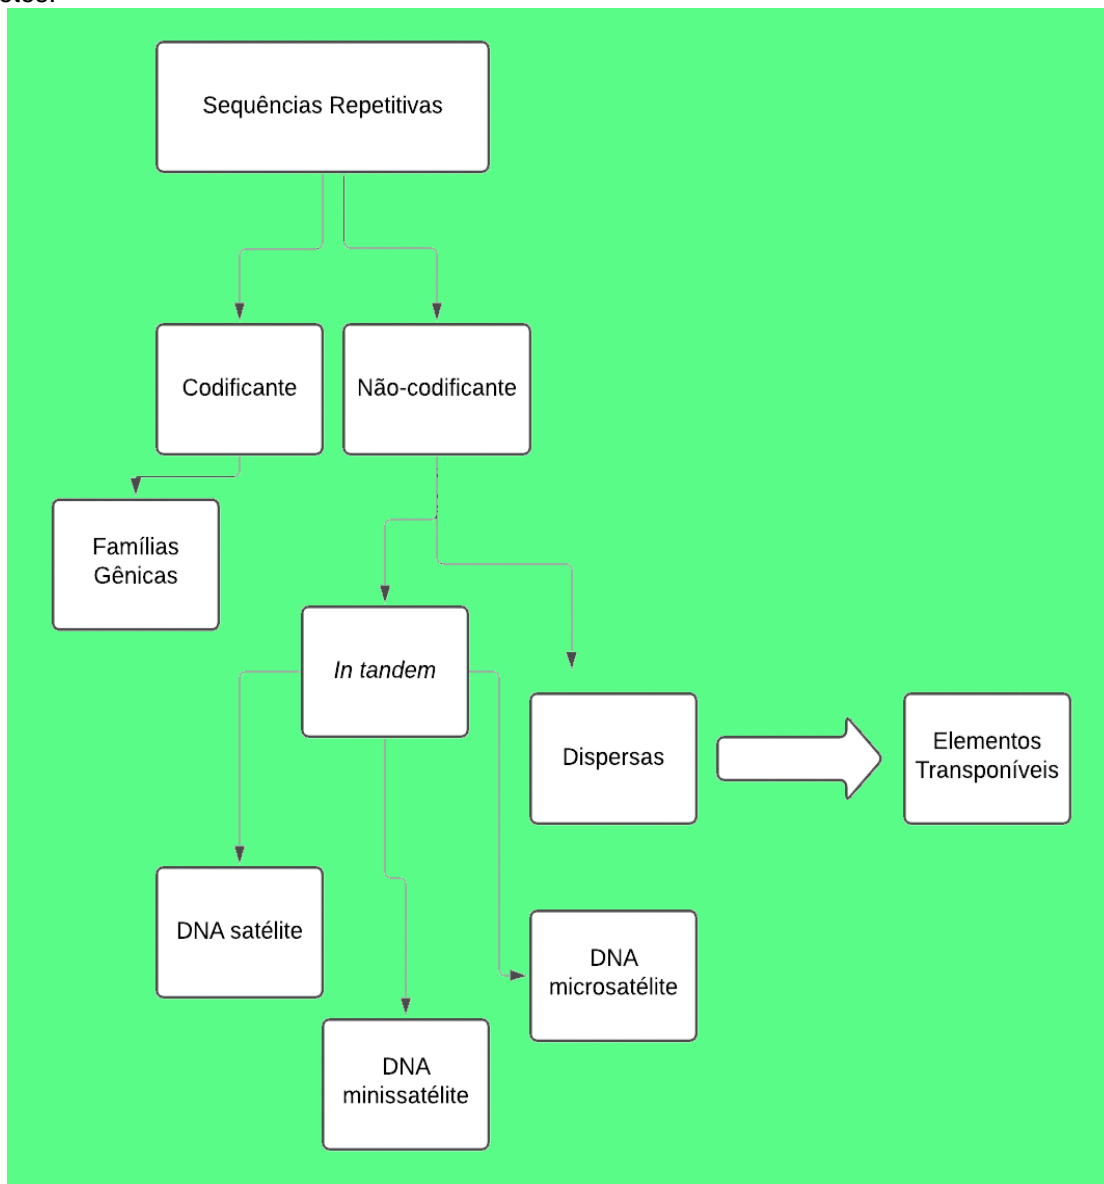 Sequências Repetitivas
Codificante
Não-codificante
Famílias
Gênicas
In tandem
Dispersas
Elementos
Transponíveis
DNA satélite
DNA
microsatélite
DNA
minissatélite